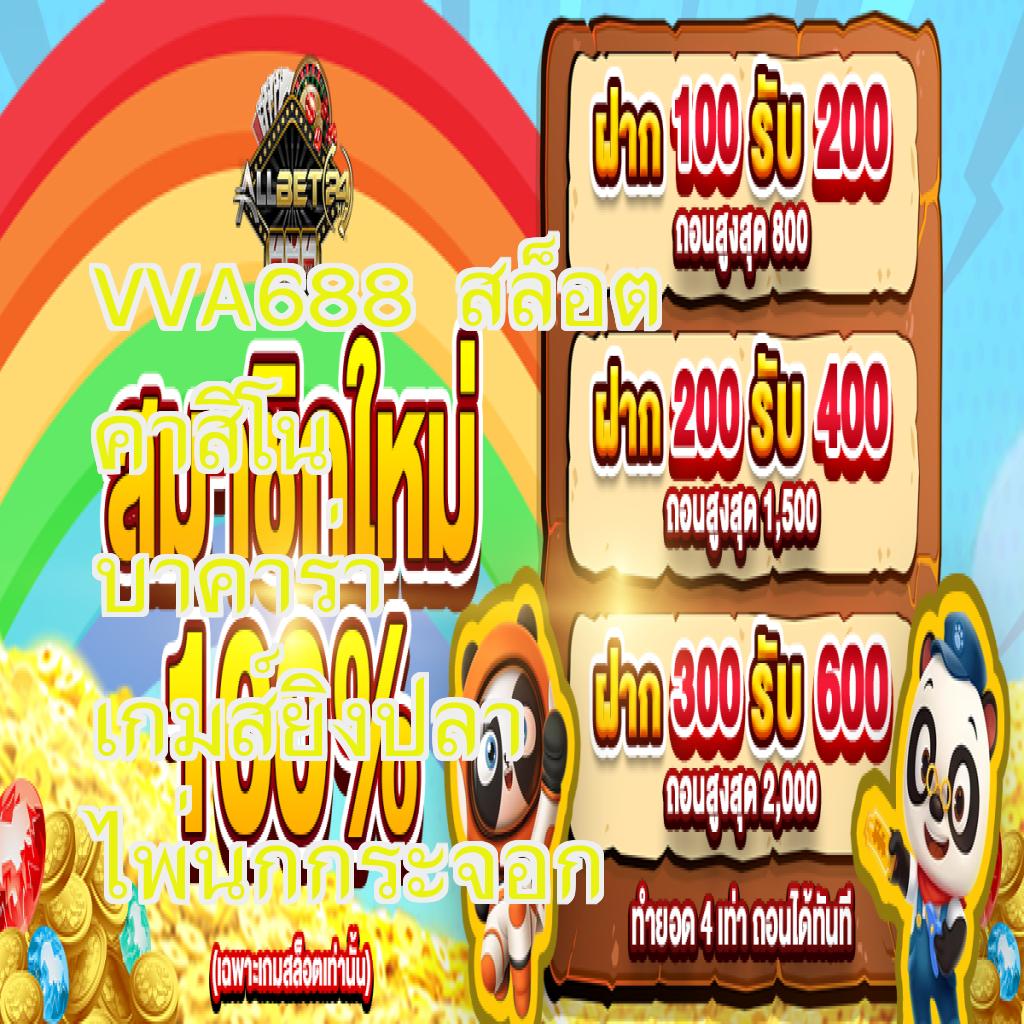 ALLBET24
VVA688 สล็อต
คาสิโน
บาคาร่า
เกมส์ยิงปลา
ไพ่นกกระจอก
สมาชิกใหม่
100%
(เฉพาะเกมสล็อตเท่านั้น)
ฝาก 100 รับ 200
ถอนสูงสุด 800
ฝาก 200 รับ 400
ถอนสูงสุด 1,500
ฝาก 300 รับ 600
ถอนสูงสุด 2,000
ทำยอด 4 เท่า ถอนได้ทันที